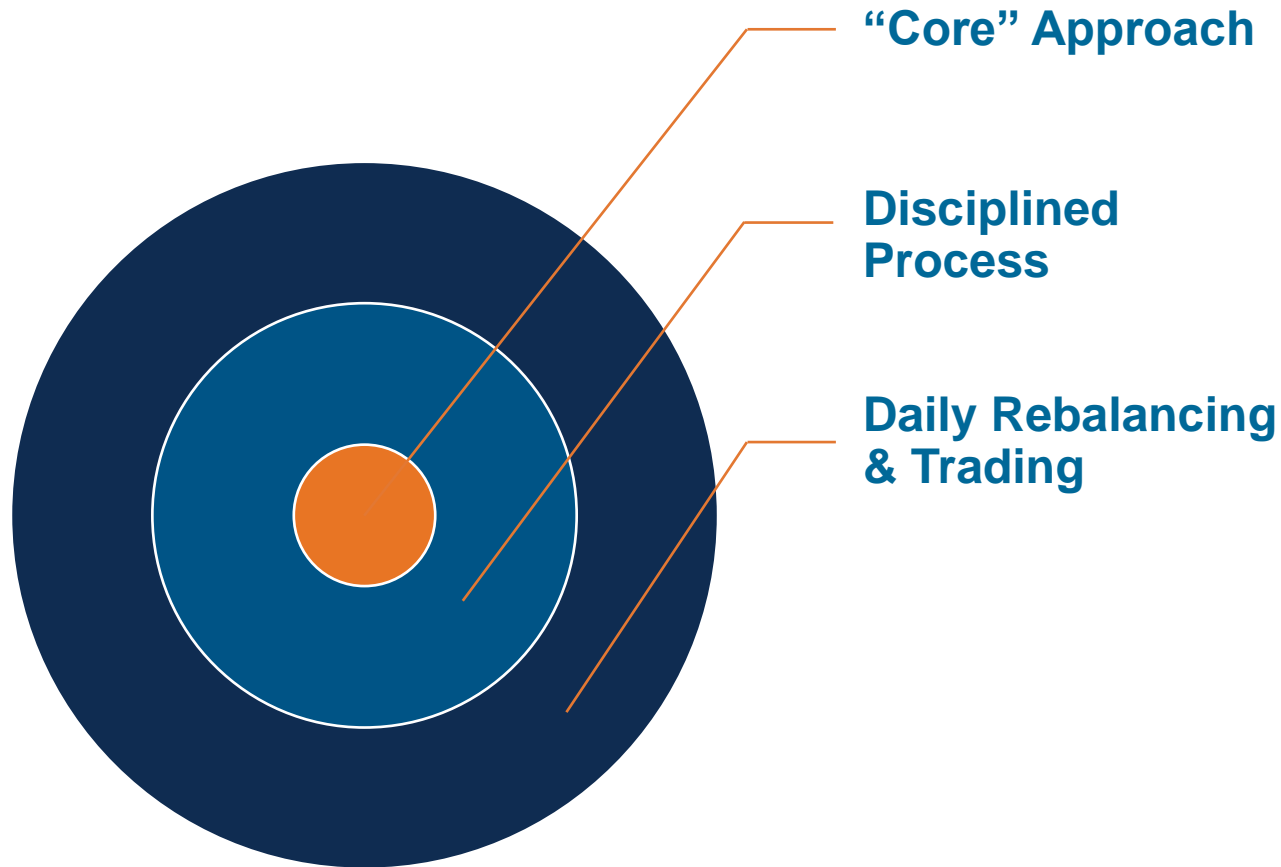 “Core” Approach
Disciplined
Process
Daily Rebalancing
& Trading